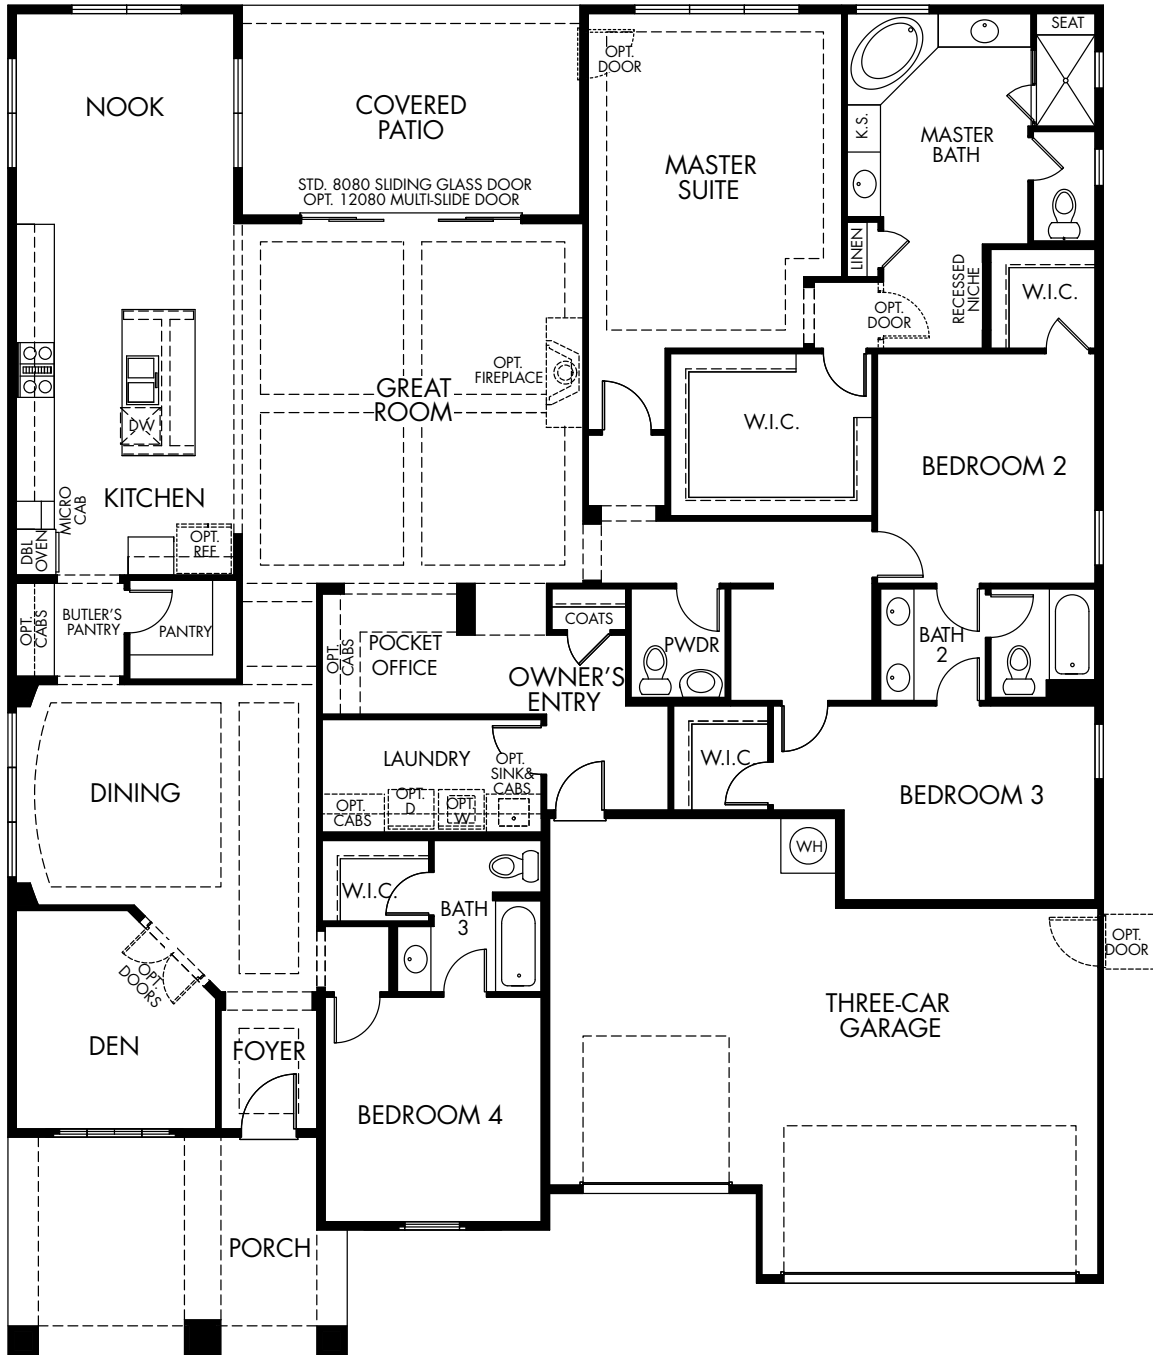 SEAT
NOOK
COVERED
PATIO
OPT.
DOOR
K.S.
MASTER
BATH
MASTER
SUITE
STD. 8080 SLIDING GLASS DOOR
OPT. 12080 MULTI-SLIDE DOOR
LINEN
RECESSED
NICHE
W.I.C.
OPT.
DOOR
OPT.
FIREPLACE
GREAT
ROOM
DW
W.I.C.
BEDROOM 2
KITCHEN
MICRO
CAB
DBL
OVEN
OPT.
REF.
OPT.
CABS
BUTLER'S
PANTRY
PANTRY
OPT.
CABS
POCKET
OFFICE
COATS
PWDR
BATH
2
OWNER'S
ENTRY
LAUNDRY
OPT.
SINK&
CABS
W.I.C.
DINING
BEDROOM 3
OPT.
CABS
OPT.
D
OPT.
W
WH
W.I.C.
BATH
3
OPT.
DOOR
OPT.
DOORS
THREE-CAR
GARAGE
DEN
FOYER
BEDROOM 4
PORCH